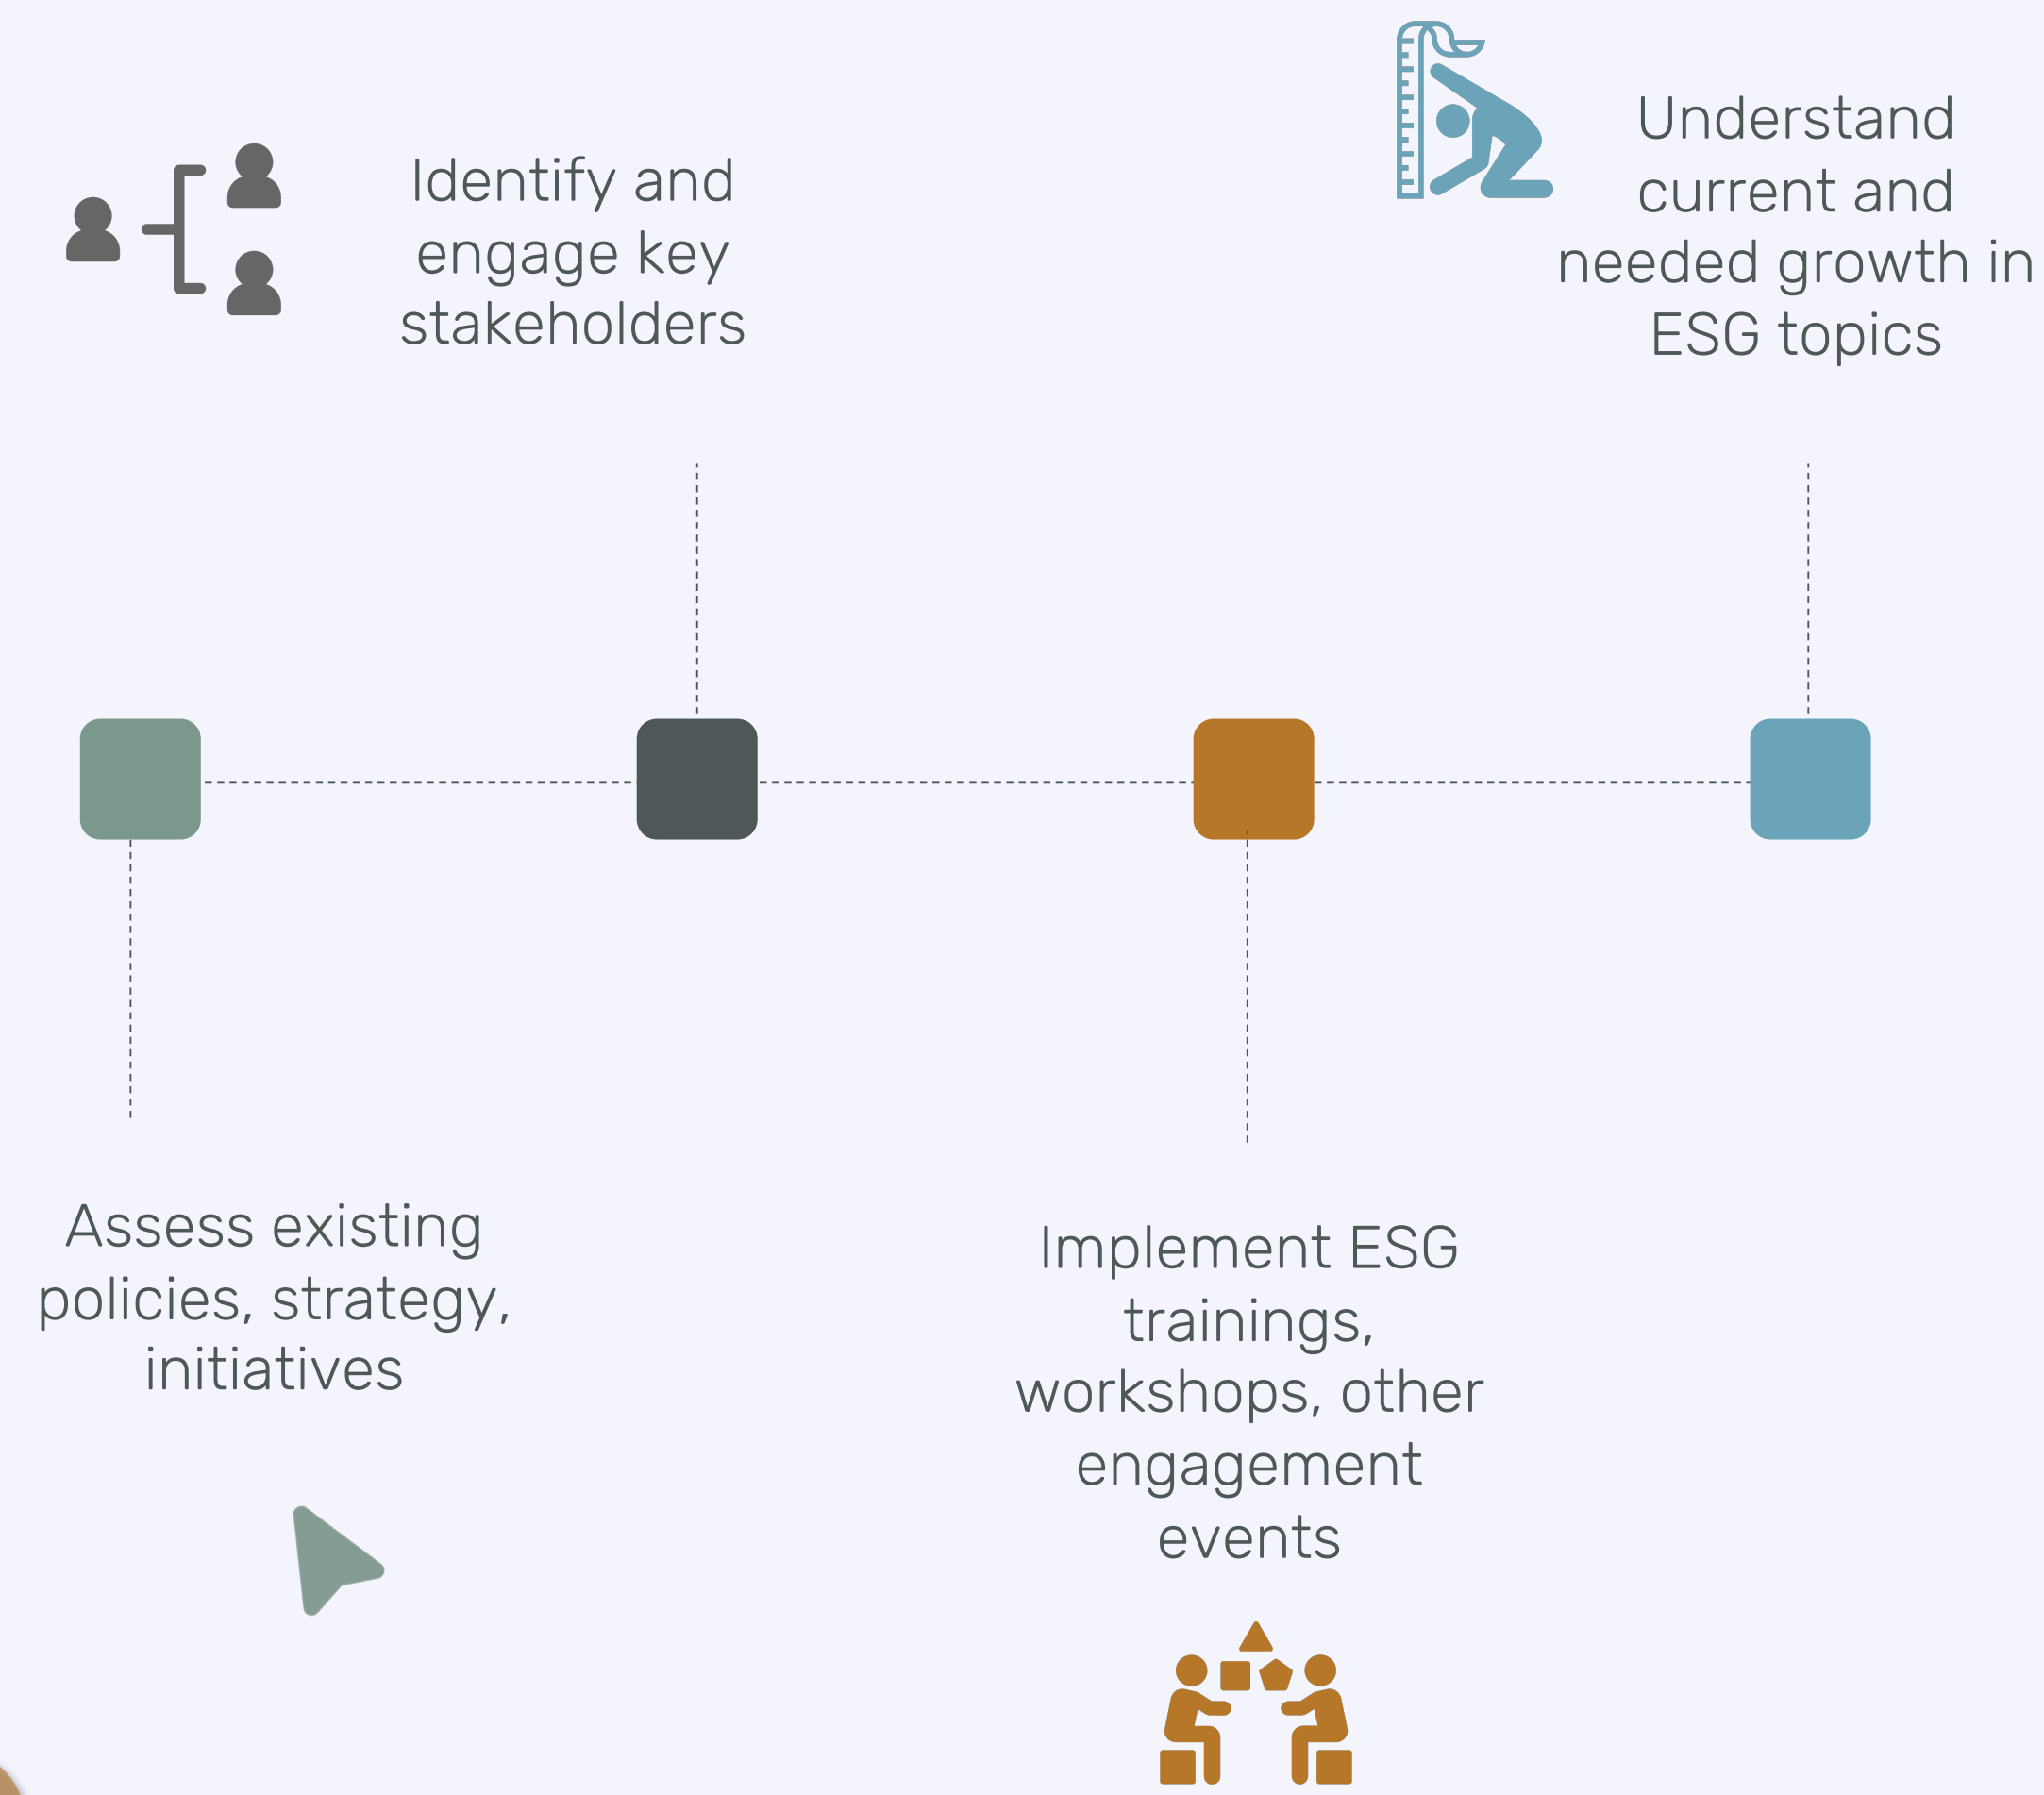 Identify and
engage key
stakeholders
Understand
current and
needed growth in
ESG topics
Assess existing
policies, strategy,
initiatives
Implement ESG
trainings,
workshops, other
engagement
events